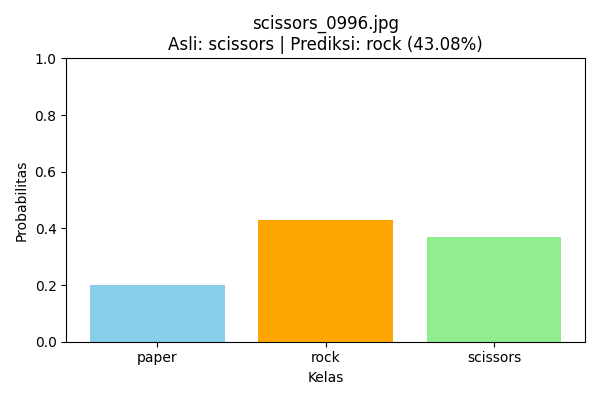 scissors_0996.jpg
Asli: scissors | Prediksi: rock (43.08%)
1.0
0.8
0.6
0.4
0.2
0.0
Probabilitas
paper
rock
scissors
Kelas